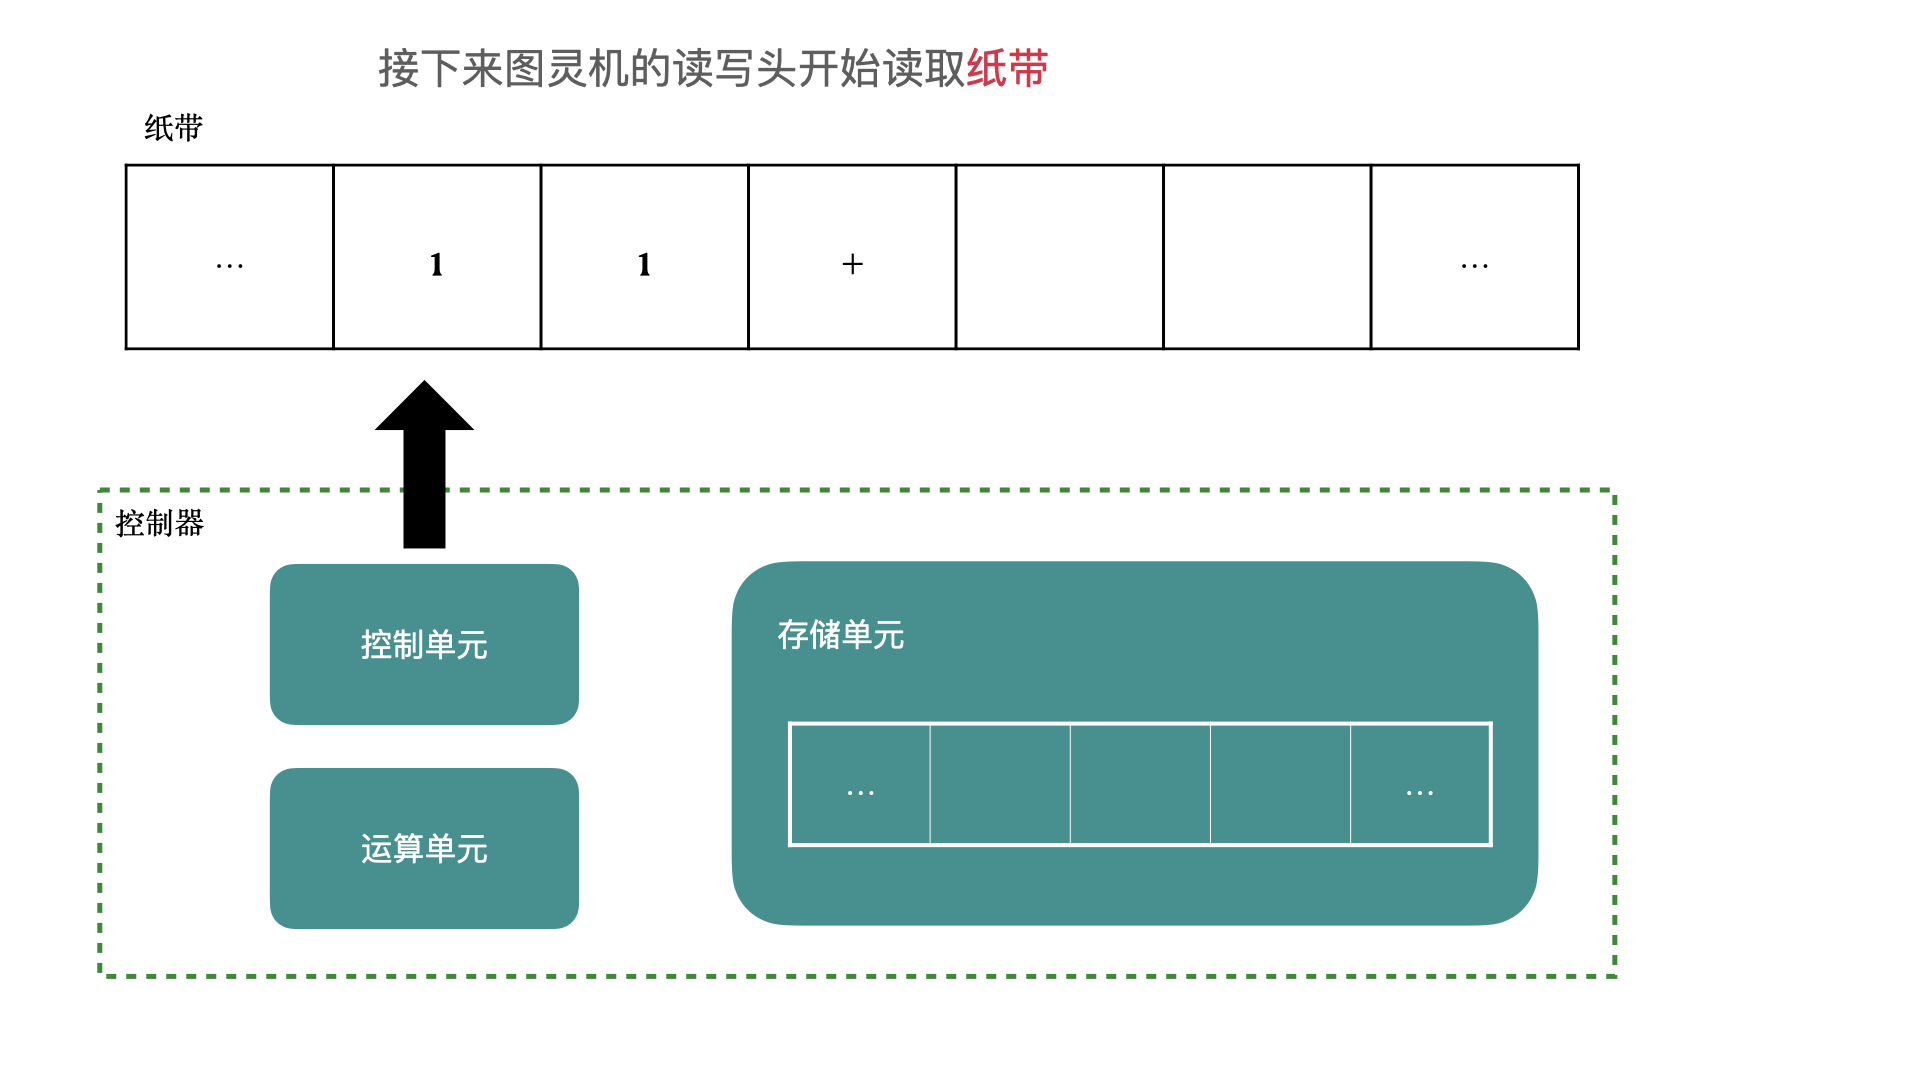 接下来图灵机的读写头开始读取纸带
纸带
… 1 1 + …
控制器
控制单元
存储单元
… …
运算单元